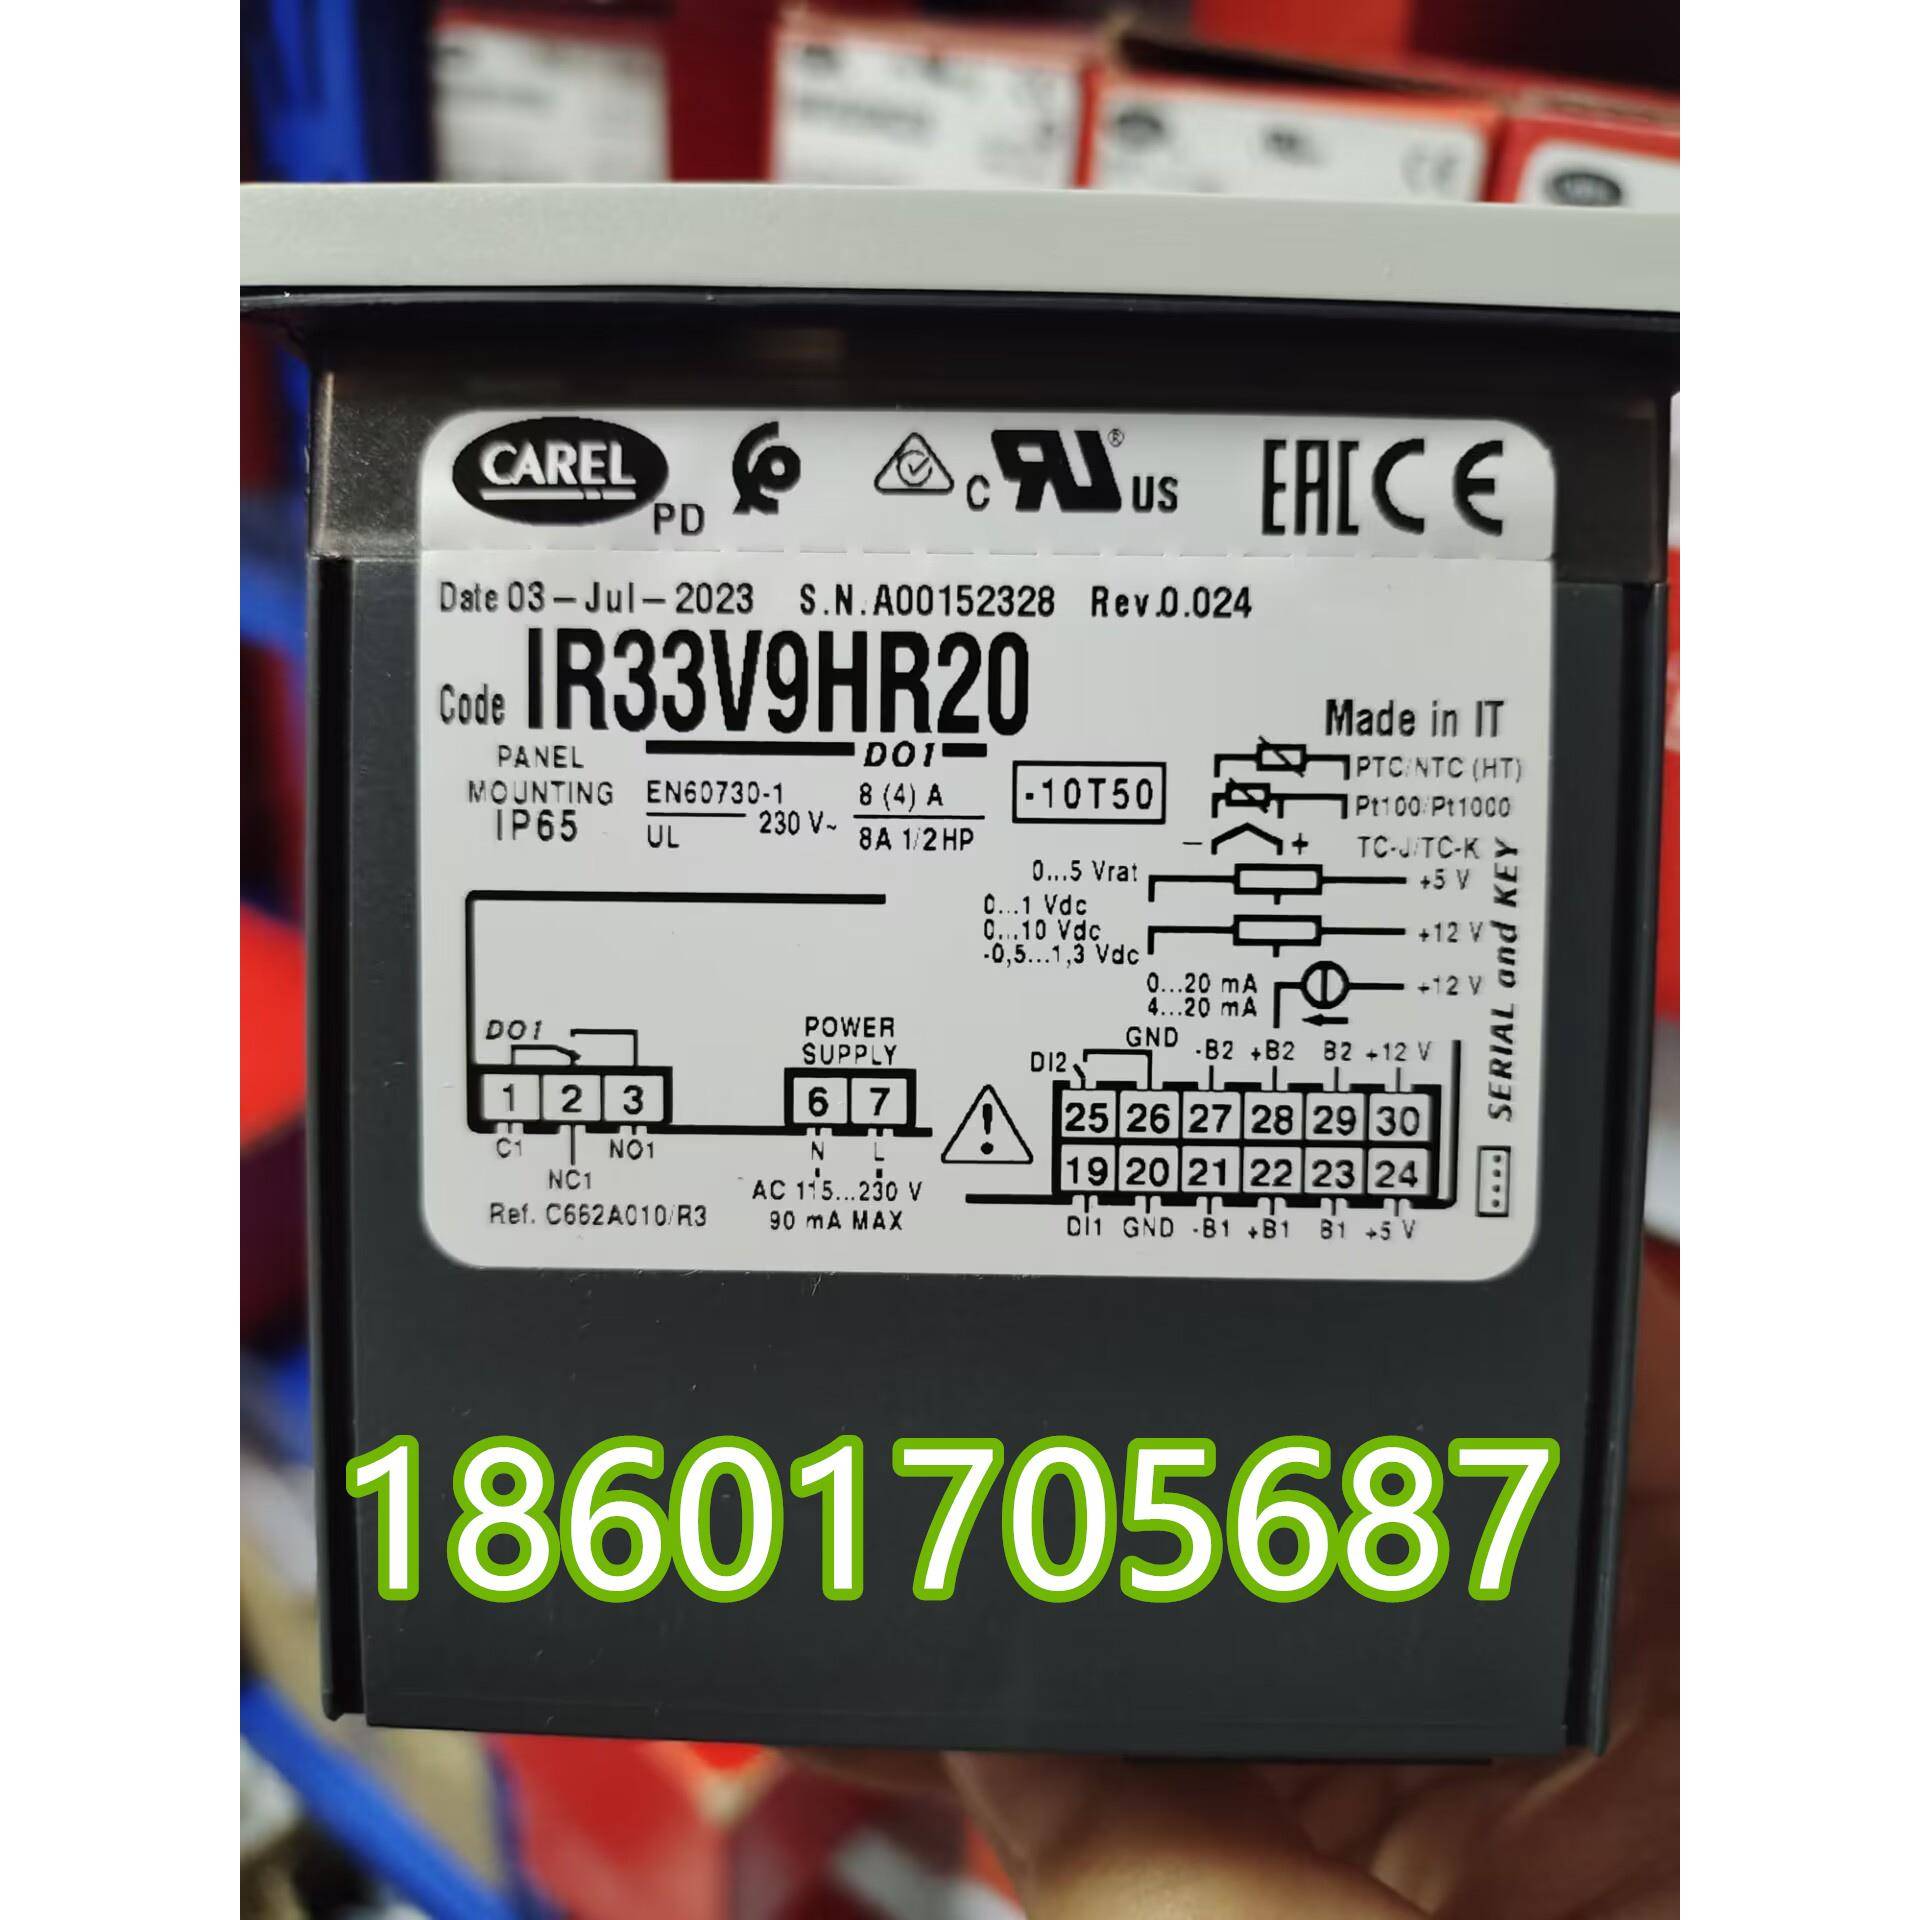 CAREL
CAREL PD c RU ® US EAC CE
Date 03-Jul-2023 S.N.A00152328 Rev.0.024
Code IR33V9HR20
Made in IT
PANEL
MOUNTING
IP65
DO1
EN60730-1
UL
230 V~
8 (4) A
8A 1/2HP
-10T50
PTC/NTC (HT)
Pt100/Pt1000
- + TC-J/TC-K
0...5 Vrat +5 V
0...1 Vdc
0...10 Vdc +12 V
-0,5...1,3 Vdc
0...20 mA +12 V
4...20 mA
SERIAL and KEY
DO1
1 2 3
C1 NO1
NC1
Ref. C662A010/R3
POWER
SUPPLY
6 7
N L
AC 115...230 V
90 mA MAX
DI2 GND -B2 +B2 B2 +12 V
25 26 27 28 29 30
19 20 21 22 23 24
DI1 GND -B1 +B1 B1 +5 V
18601705687